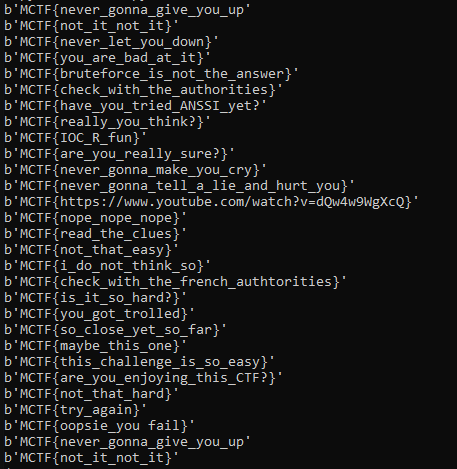 b'MCTF{never_gonna_give_you_up'
b'MCTF{not_it_not_it}'
b'MCTF{never_let_you_down}'
b'MCTF{you_are_bad_at_it}'
b'MCTF{bruteforce_is_not_the_answer}'
b'MCTF{check_with_the_authorities}'
b'MCTF{have_you_tried_ANSSI_yet?'
b'MCTF{really_you_think?}'
b'MCTF{IOC_R_fun}'
b'MCTF{are_you_really_sure?}'
b'MCTF{never_gonna_make_you_cry}'
b'MCTF{never_gonna_tell_a_lie_and_hurt_you}'
b'MCTF{https://www.youtube.com/watch?v=dQw4w9WgXcQ}'
b'MCTF{nope_nope_nope}'
b'MCTF{read_the_clues}'
b'MCTF{not_that_easy}'
b'MCTF{i_do_not_think_so}'
b'MCTF{check_with_the_french_authtorities}'
b'MCTF{is_it_so_hard?}'
b'MCTF{you_got_trolled}'
b'MCTF{so_close_yet_so_far}'
b'MCTF{maybe_this_one}'
b'MCTF{this_challenge_is_so_easy}'
b'MCTF{are_you_enjoying_this_CTF?}'
b'MCTF{not_that_hard}'
b'MCTF{try_again}'
b'MCTF{oopsie_you fail}'
b'MCTF{never_gonna_give_you_up'
b'MCTF{not_it_not_it}'